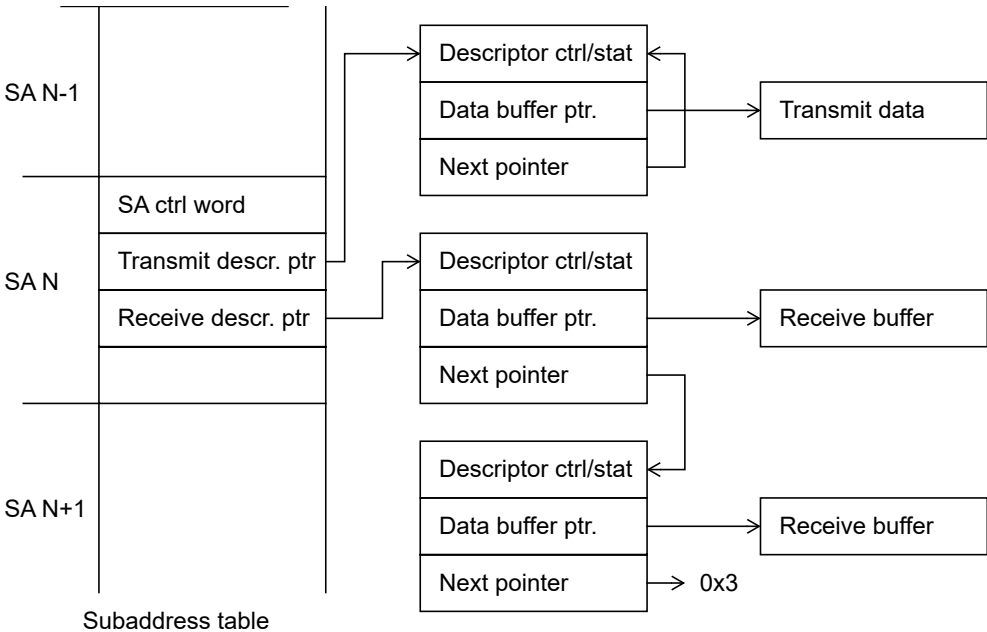 SA N-1
SA N
SA N+1
SA ctrl word
Transmit descr. ptr
Receive descr. ptr
Subaddress table
Descriptor ctrl/stat
Data buffer ptr.
Next pointer
Transmit data
Descriptor ctrl/stat
Data buffer ptr.
Next pointer
Receive buffer
Descriptor ctrl/stat
Data buffer ptr.
Next pointer
Receive buffer
0x3